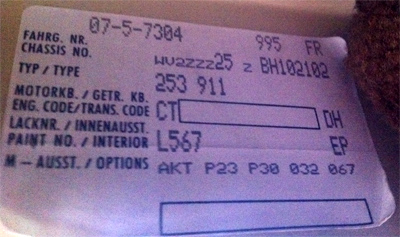 07-5-7304 995 FR
FAHRG. NR.
CHASSIS NO. WV2ZZZ25 Z BH102102
TYP / TYPE 253 911
MOTORKB. / GETR. KB.
ENG. CODE/TRANS. CODE CT DH
LACKNR. / INNENAUSST.
PAINT NO. / INTERIOR L567 EP
M – AUSST. / OPTIONS AKT P23 P30 032 067